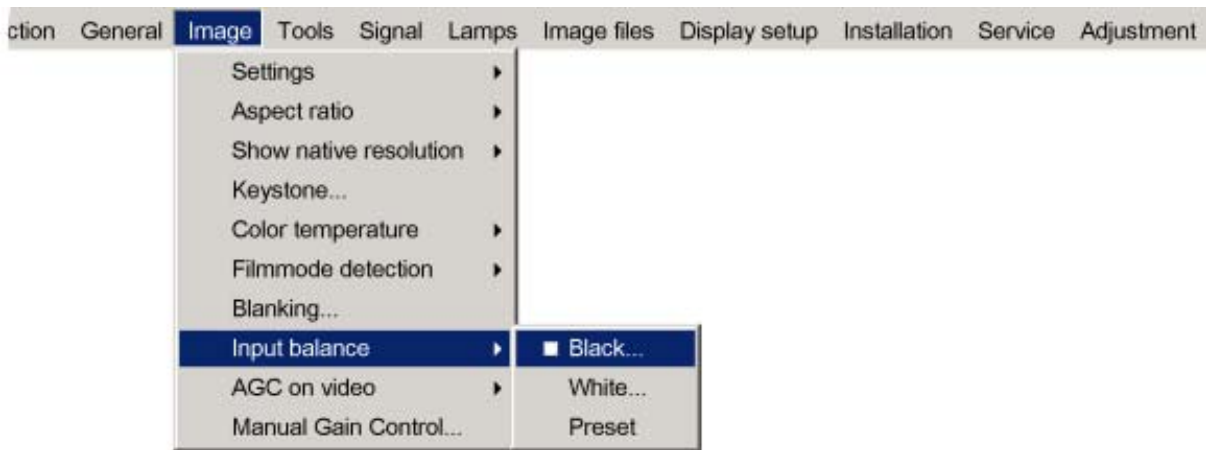 ction General Image Tools Signal Lamps Image files Display setup Installation Service Adjustment
Settings
Aspect ratio
Show native resolution
Keystone...
Color temperature
Filmmode detection
Blanking...
Input balance
Black...
AGC on video
White...
Manual Gain Control...
Preset